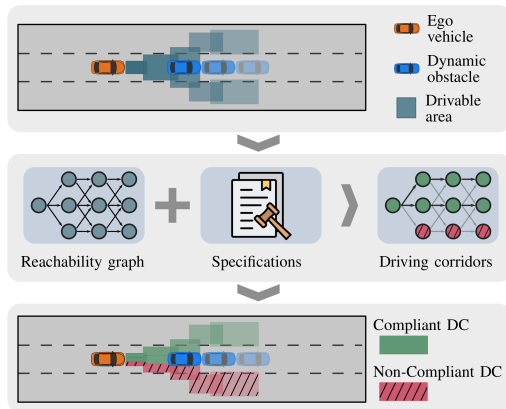 Ego
vehicle
Dynamic
obstacle
Drivable
area
Reachability graph
Specifications
Driving corridors
Compliant DC
Non-Compliant DC